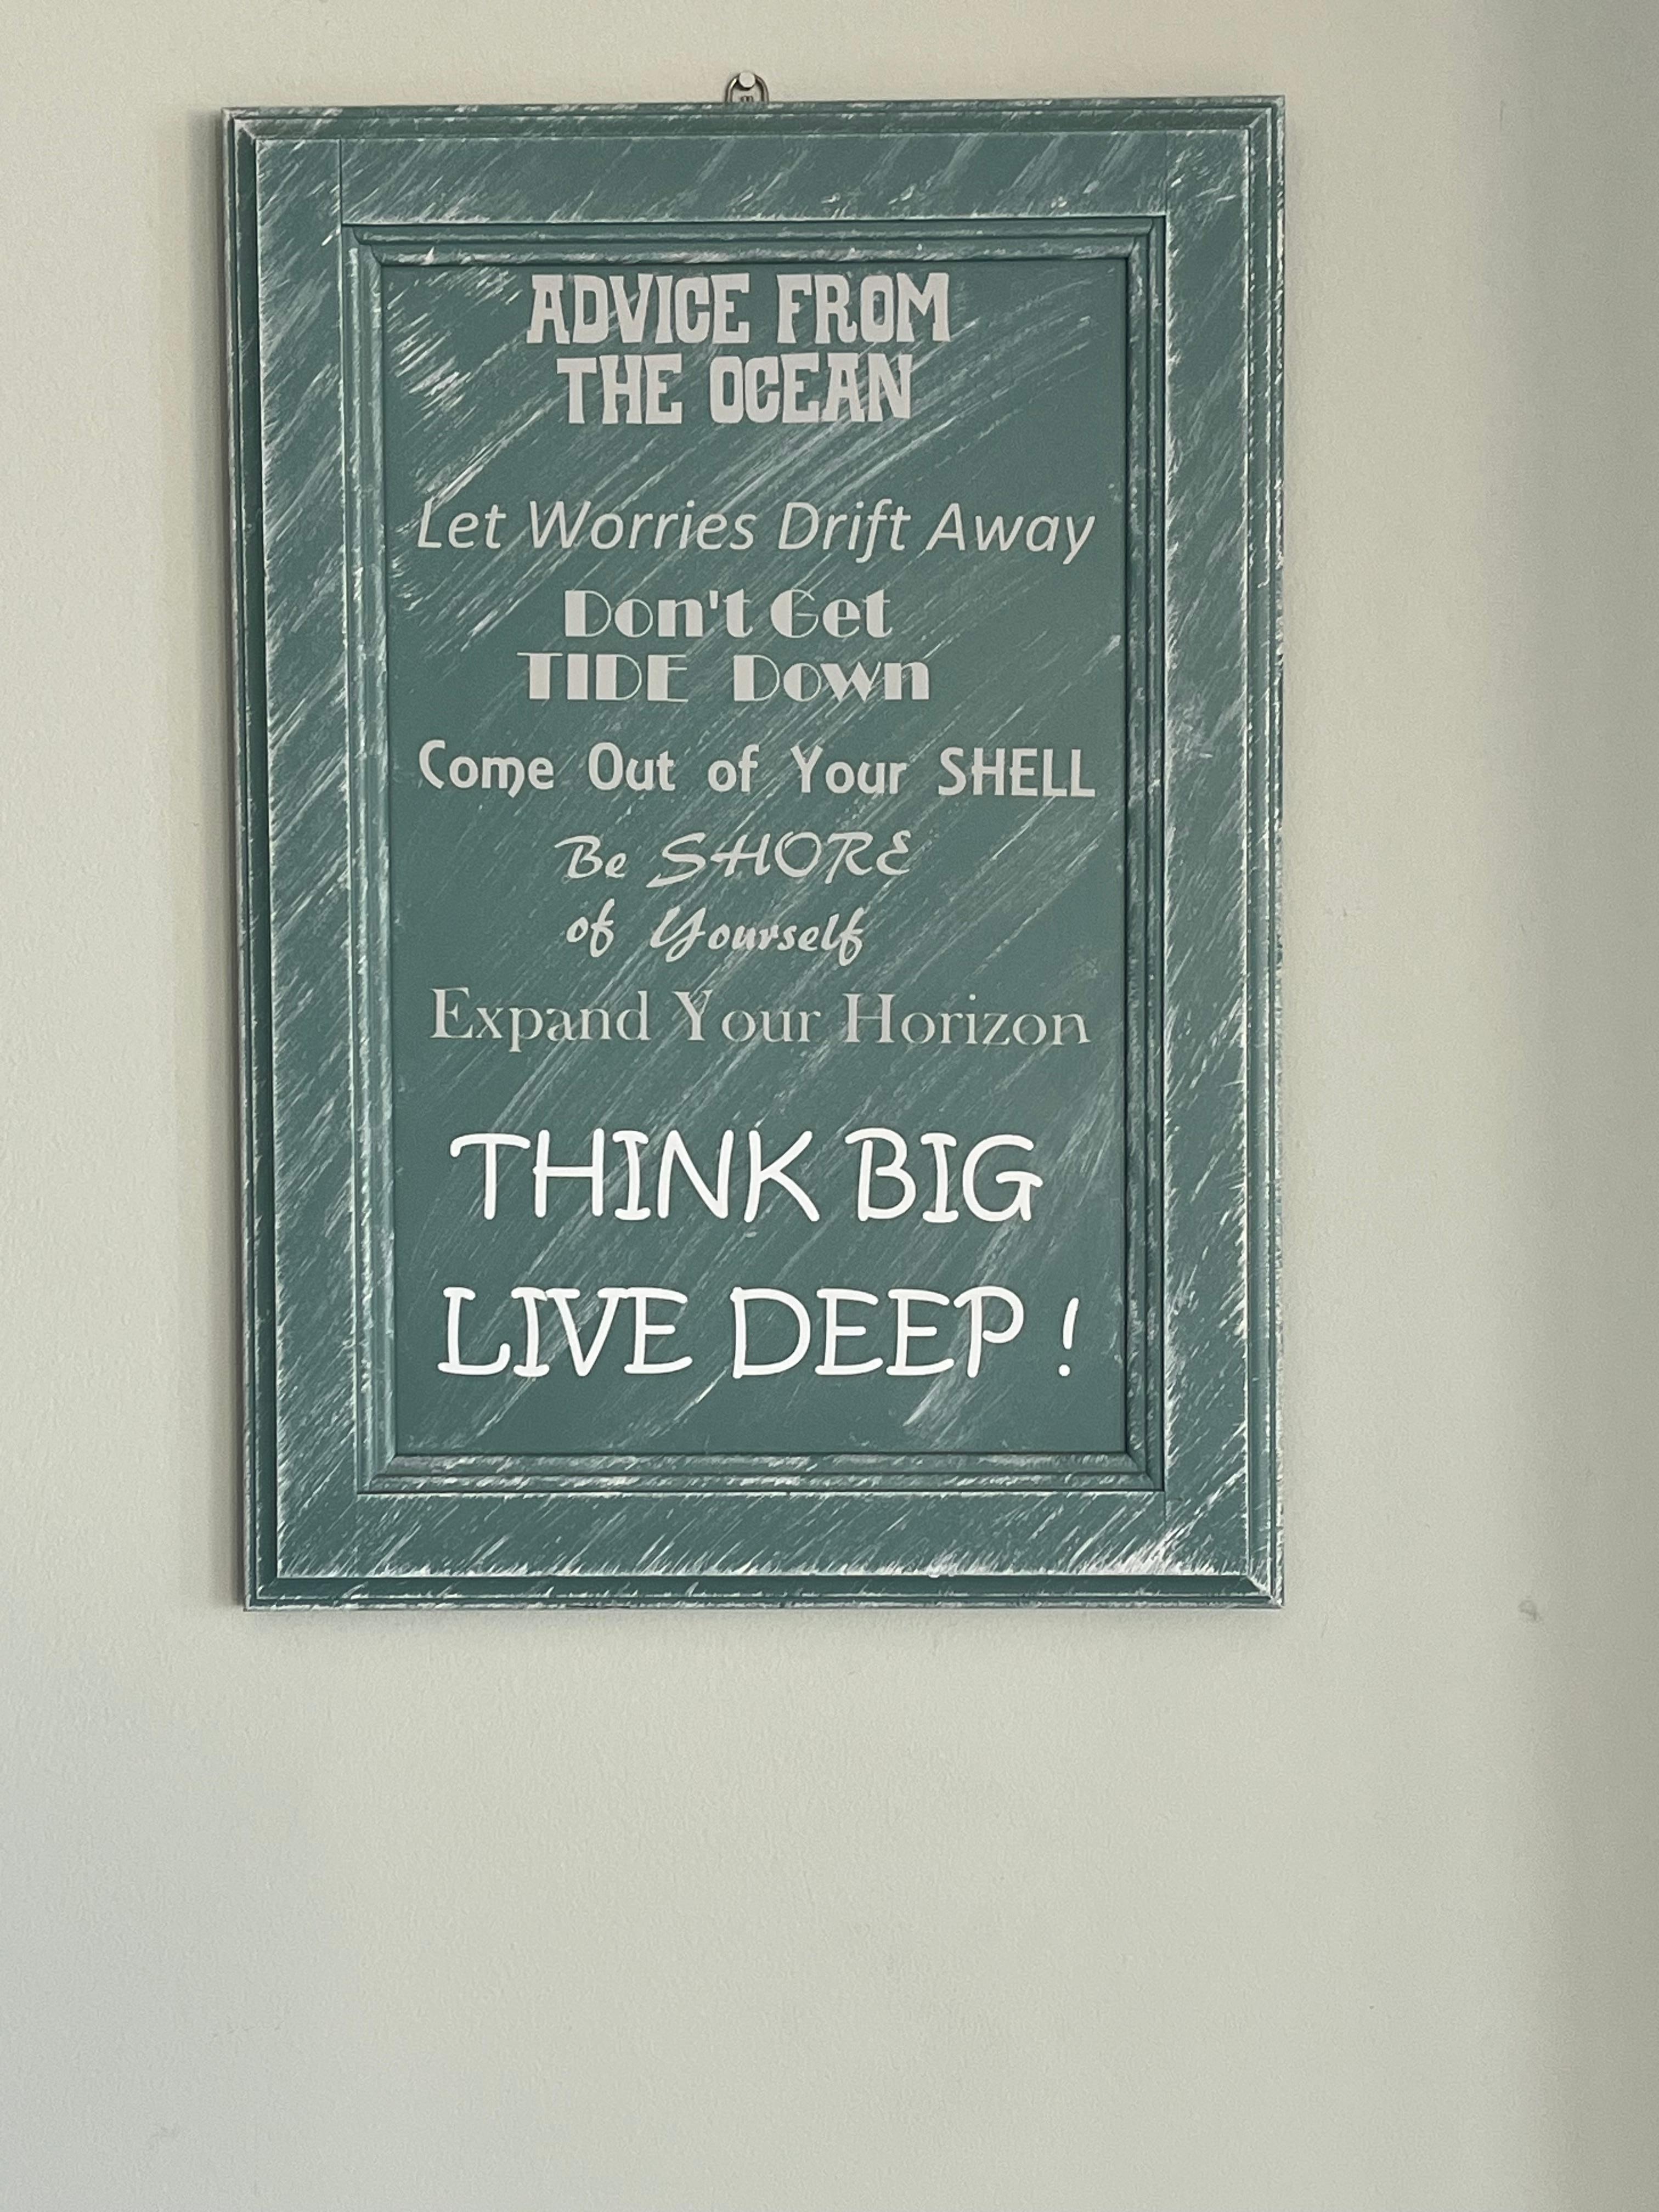 ADVICE FROM
THE OCEAN
Let Worries Drift Away
Don't Get
TIDE Down
Come Out of Your SHELL
Be SHORE
of Yourself
Expand Your Horizon
THINK BIG
LIVE DEEP !